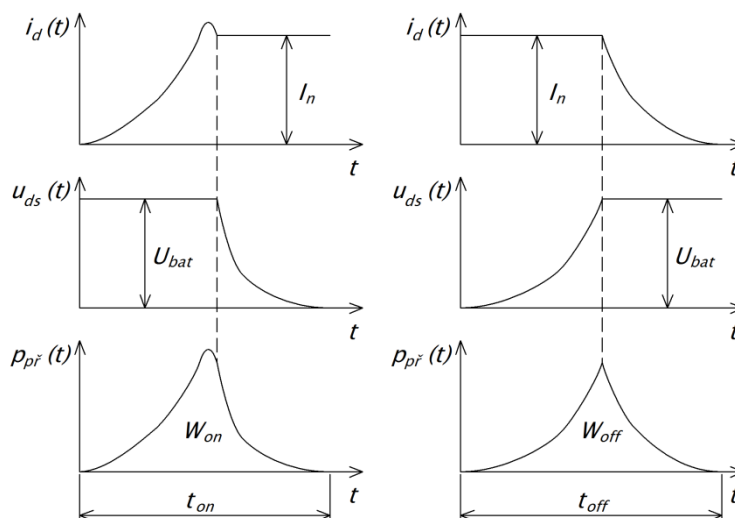 i_d (t)
I_n
t
i_d (t)
I_n
t
u_ds (t)
U_bat
t
u_ds (t)
U_bat
t
p_př (t)
W_on
t
t_on
p_př (t)
W_off
t
t_off